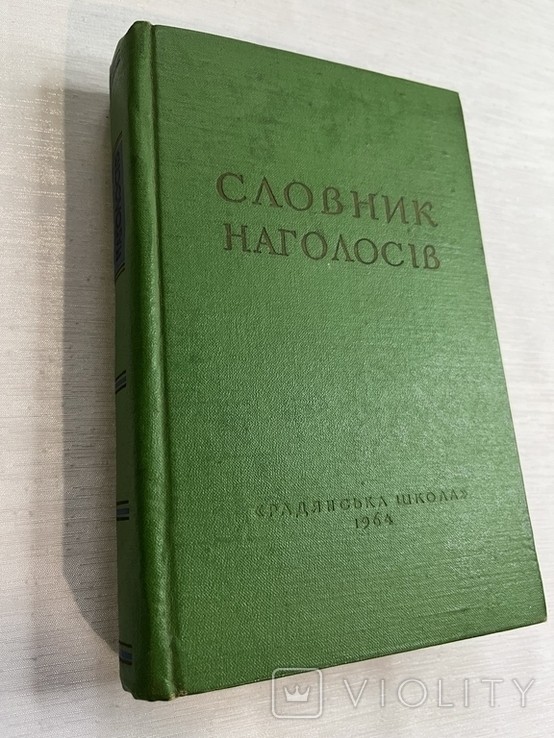 СЛОВНИК
НАГОЛОСІВ
«РАДЯНСЬКА ШКОЛА»
1964
VIOLITY